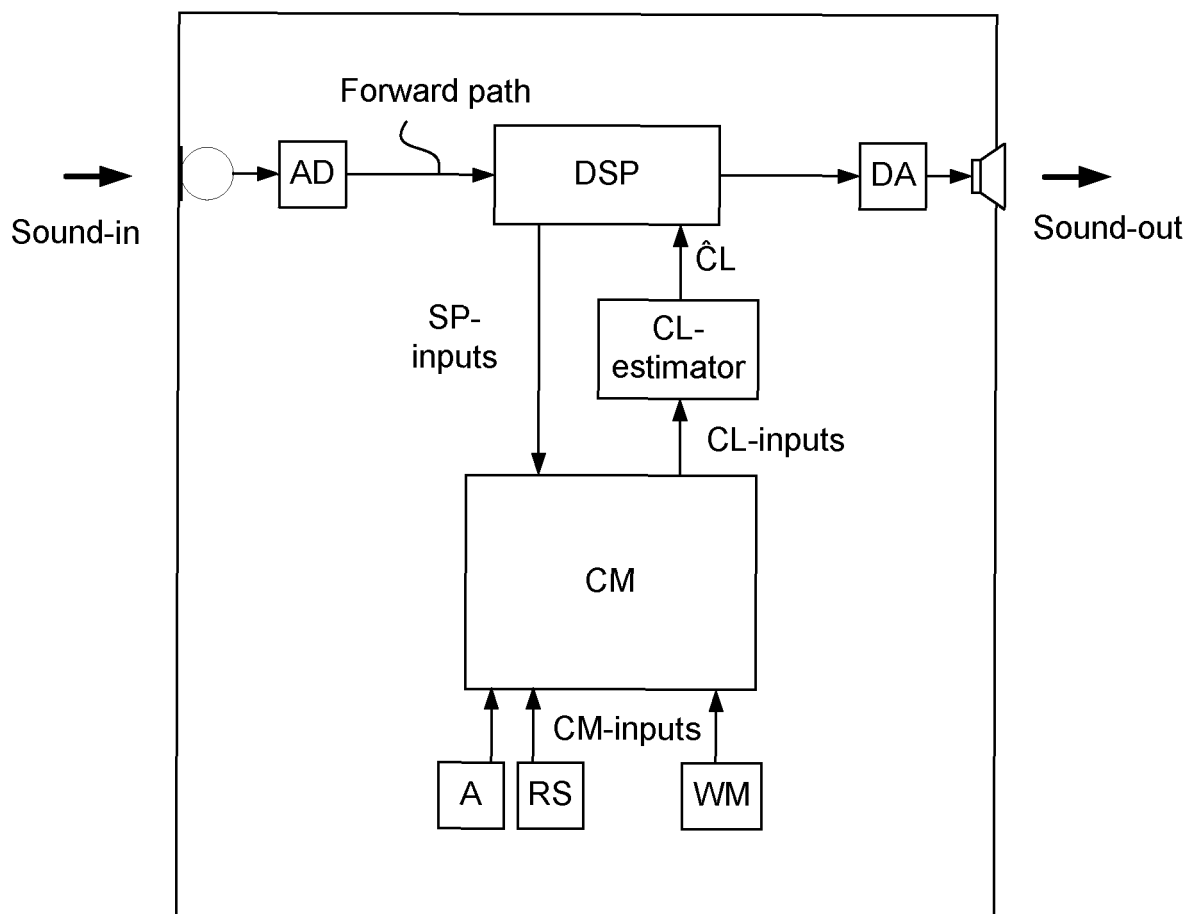 Forward path
AD
DSP
DA
Sound-in
Sound-out
ĈL
SP-
inputs
CL-
estimator
CL-inputs
CM
CM-inputs
A
RS
WM